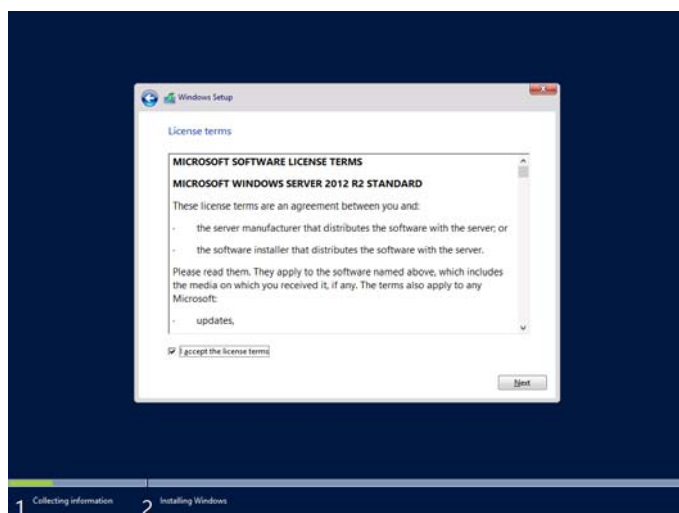 Windows Setup
License terms
MICROSOFT SOFTWARE LICENSE TERMS
MICROSOFT WINDOWS SERVER 2012 R2 STANDARD
These license terms are an agreement between you and:
· the server manufacturer that distributes the software with the server; or
· the software installer that distributes the software with the server.
Please read them. They apply to the software named above, which includes
the media on which you received it, if any. The terms also apply to any
Microsoft:
· updates,
I accept the license terms
Next
1 Collecting information 2 Installing Windows